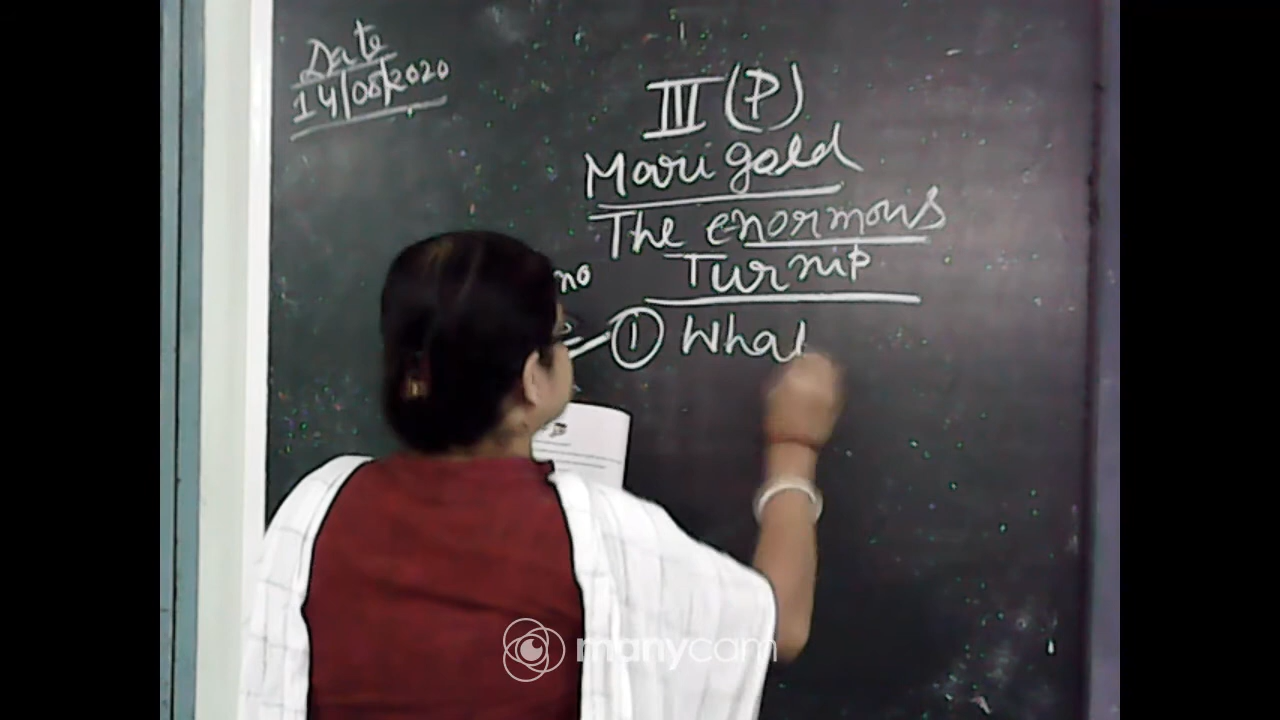 Date
14/08/2020
III (P)
Marigold
The enormous
Turnip
no
① What
manycam